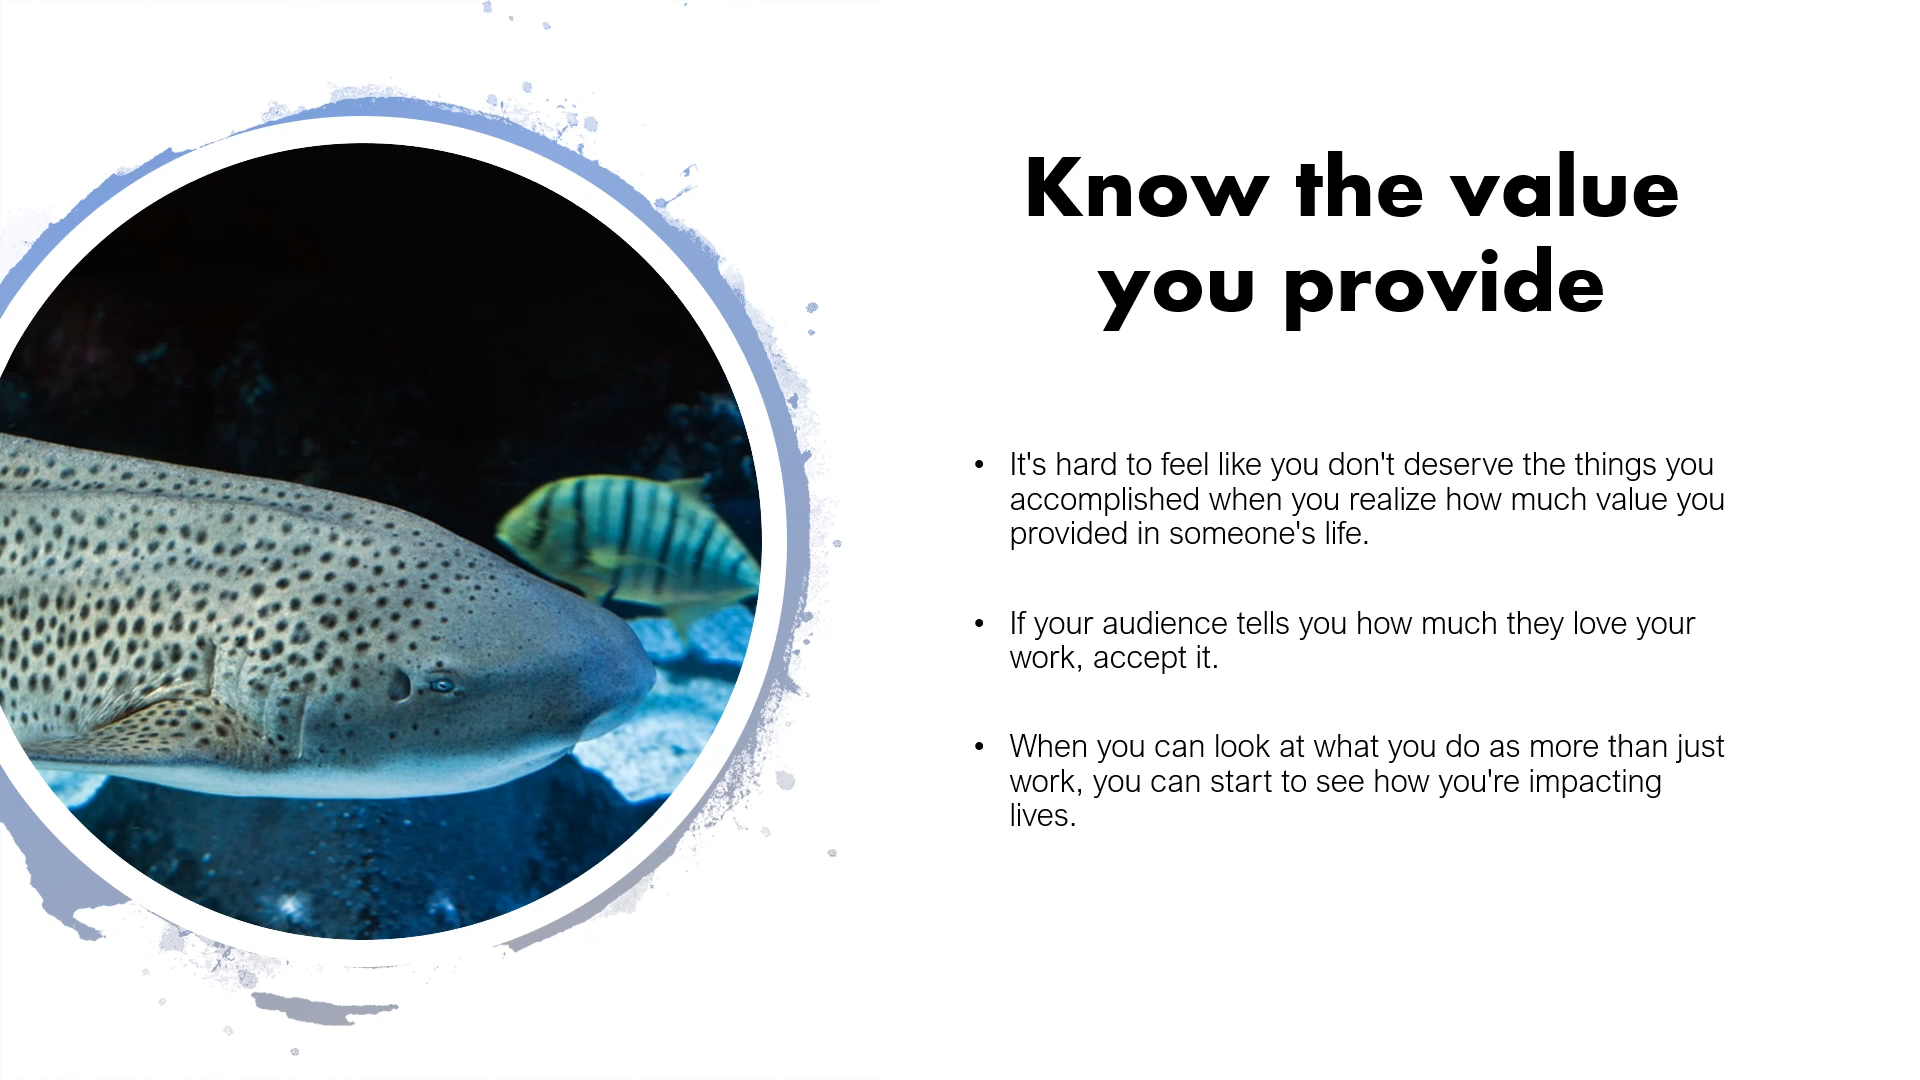 Know the value
you provide
• It's hard to feel like you don't deserve the things you
accomplished when you realize how much value you
provided in someone's life.
• If your audience tells you how much they love your
work, accept it.
• When you can look at what you do as more than just
work, you can start to see how you're impacting
lives.